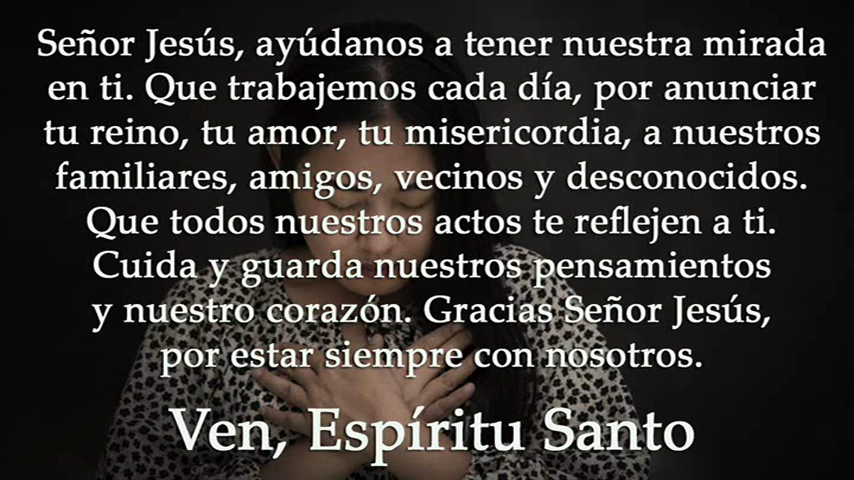 Señor Jesús, ayúdanos a tener nuestra mirada
en ti. Que trabajemos cada día, por anunciar
tu reino, tu amor, tu misericordia, a nuestros
familiares, amigos, vecinos y desconocidos.
Que todos nuestros actos te reflejen a ti.
Cuida y guarda nuestros pensamientos
y nuestro corazón. Gracias Señor Jesús,
por estar siempre con nosotros.
Ven, Espíritu Santo